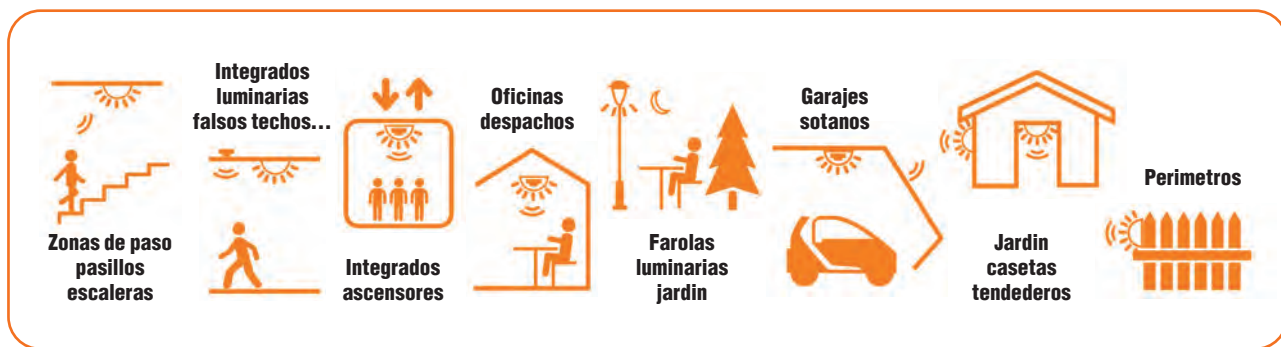 Zonas de paso
pasillos
escaleras
Integrados
luminarias
falsos techos…
Integrados
ascensores
Oficinas
despachos
Farolas
luminarias
jardin
Garajes
sotanos
Jardin
casetas
tendederos
Perimetros